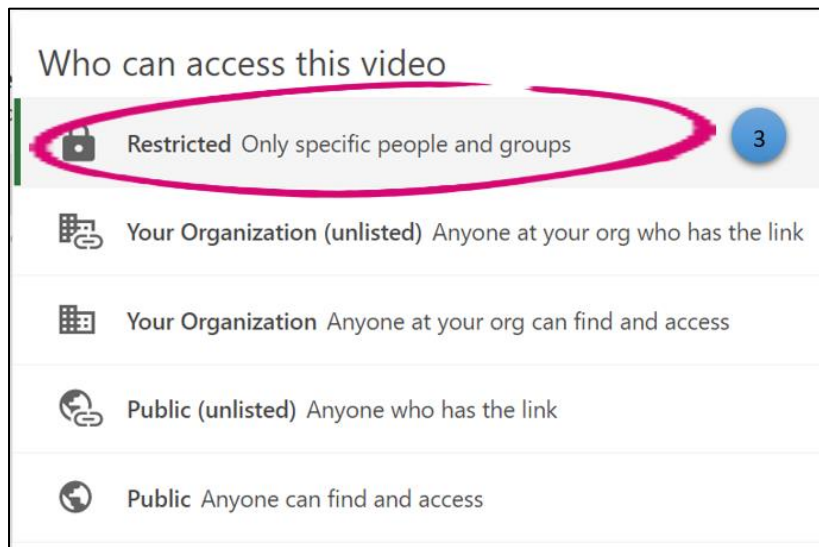 Who can access this video
Restricted Only specific people and groups
3
Your Organization (unlisted) Anyone at your org who has the link
Your Organization Anyone at your org can find and access
Public (unlisted) Anyone who has the link
Public Anyone can find and access